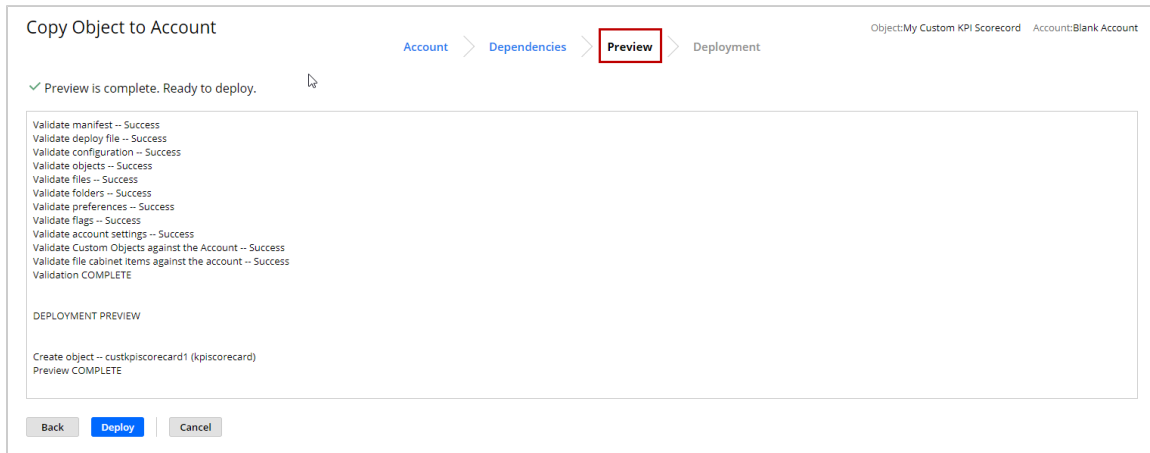 Copy Object to Account
Object:My Custom KPI Scorecord Account:Blank Account
Account Dependencies Preview Deployment
Preview is complete. Ready to deploy.
Validate manifest -- Success
Validate deploy file -- Success
Validate configuration -- Success
Validate objects -- Success
Validate files -- Success
Validate folders -- Success
Validate preferences -- Success
Validate flags -- Success
Validate account settings -- Success
Validate Custom Objects against the Account -- Success
Validate file cabinet items against the account -- Success
Validation COMPLETE
DEPLOYMENT PREVIEW
Create object -- custkpiscorecard1 (kpiscorecard)
Preview COMPLETE
Back Deploy Cancel